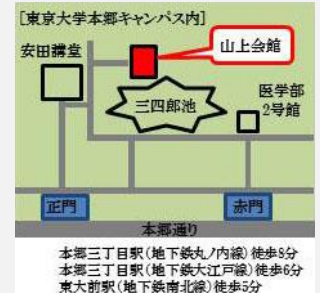 [東京大学本郷キャンパス内]
山上会館
安田講堂
三四郎池
医学部
2号館
正門
赤門
本郷通り
本郷三丁目駅(地下鉄丸ノ内線)徒歩8分
本郷三丁目駅(地下鉄大江戸線)徒歩6分
東大前駅(地下鉄南北線)徒歩5分